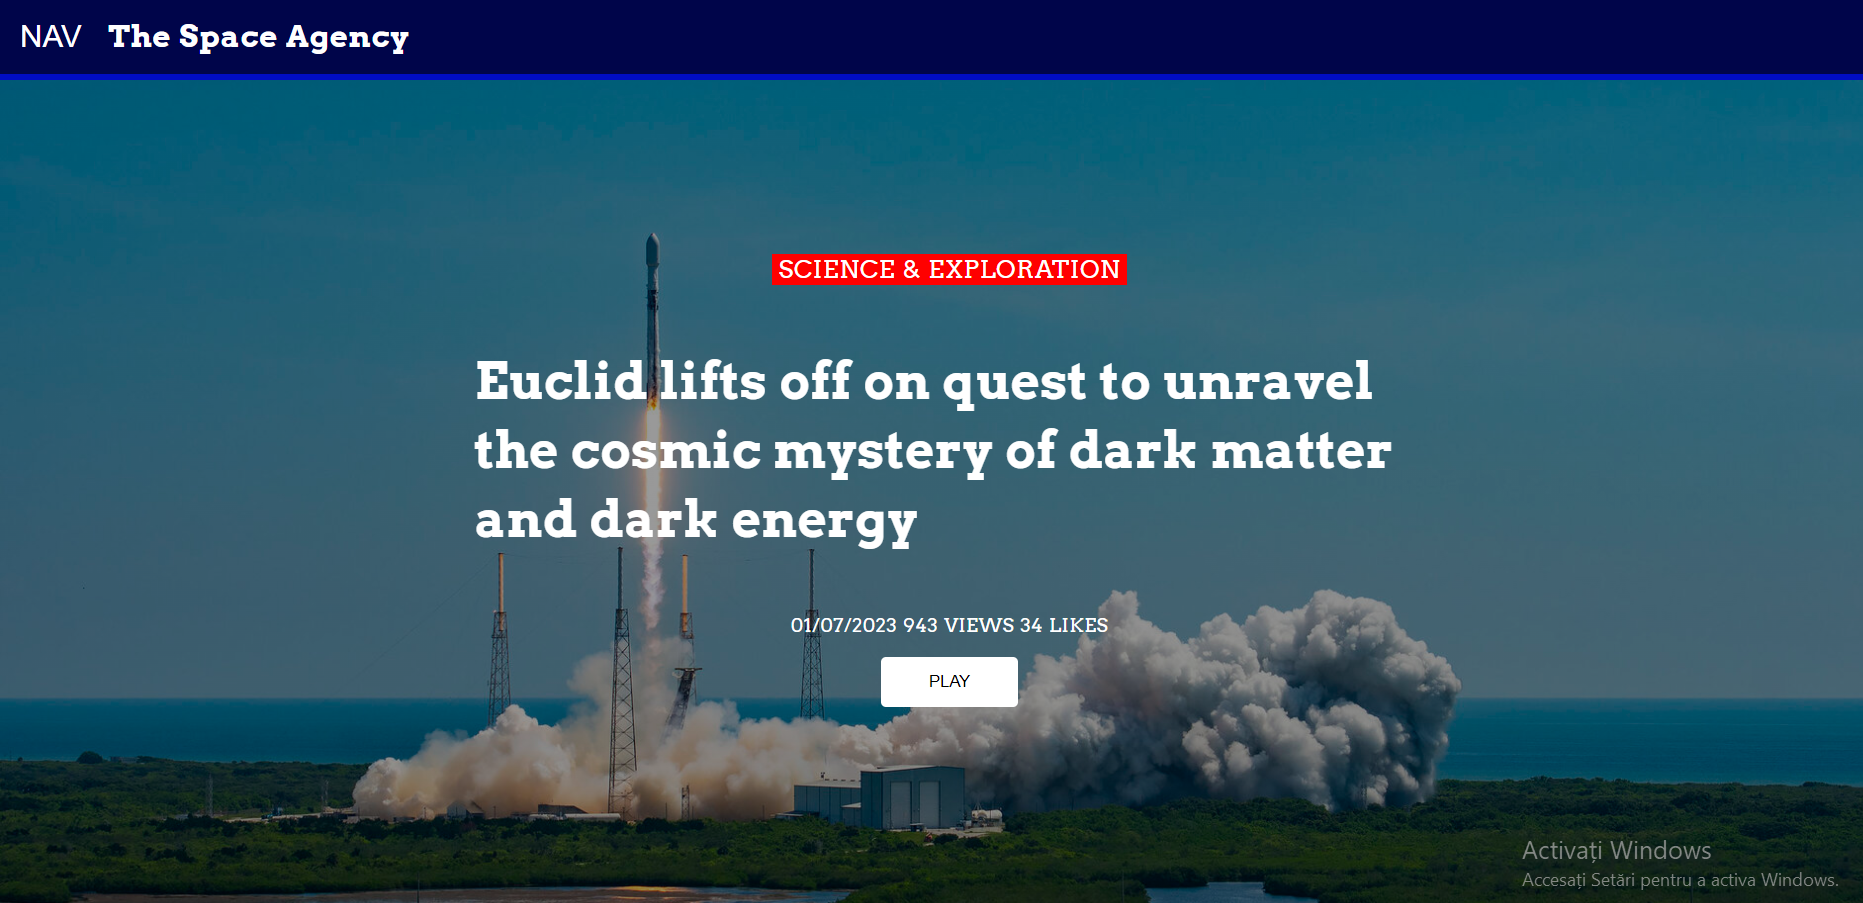 NAV The Space Agency
SCIENCE & EXPLORATION
Euclid lifts off on quest to unravel
the cosmic mystery of dark matter
and dark energy
01/07/2023 943 VIEWS 34 LIKES
PLAY
Activați Windows
Accesați Setări pentru a activa Windows.